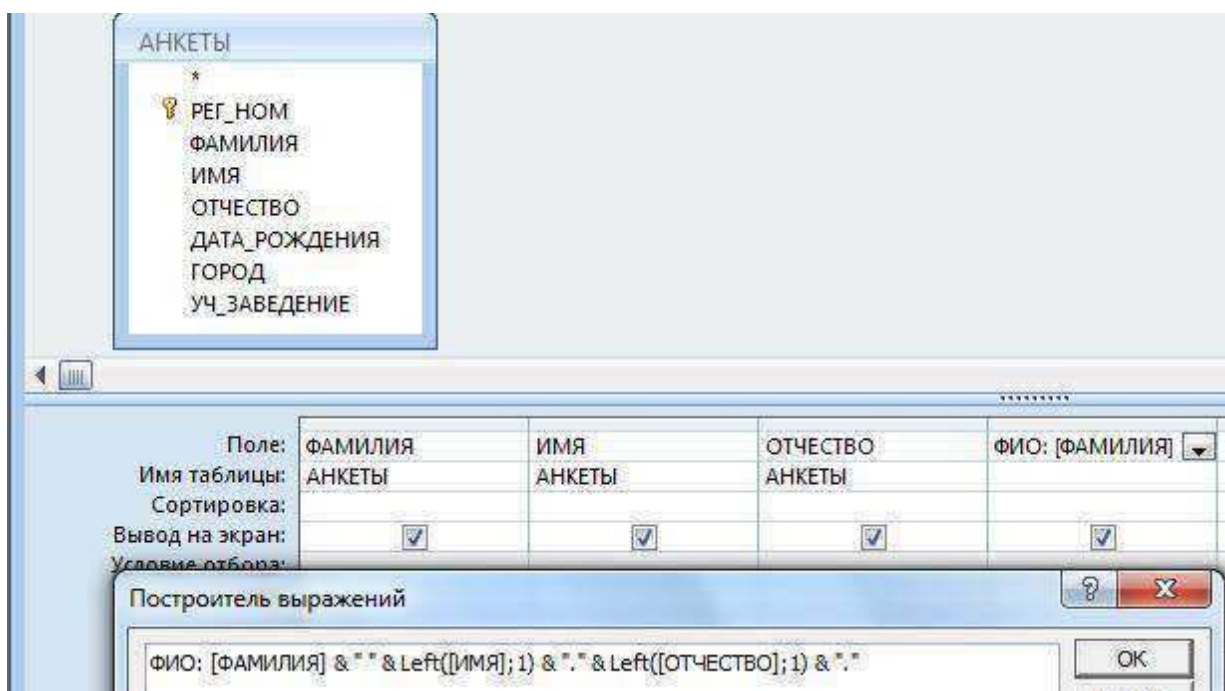 АНКЕТЫ
*
РЕГ_НОМ
ФАМИЛИЯ
ИМЯ
ОТЧЕСТВО
ДАТА_РОЖДЕНИЯ
ГОРОД
УЧ_ЗАВЕДЕНИЕ
Поле: ФАМИЛИЯ ИМЯ ОТЧЕСТВО ФИО: [ФАМИЛИЯ]
Имя таблицы: АНКЕТЫ АНКЕТЫ АНКЕТЫ
Сортировка:
Вывод на экран:
Условие отбора:
Построитель выражений
ФИО: [ФАМИЛИЯ] & " " & Left([ИМЯ]; 1) & "." & Left([ОТЧЕСТВО]; 1) & "."
ОК